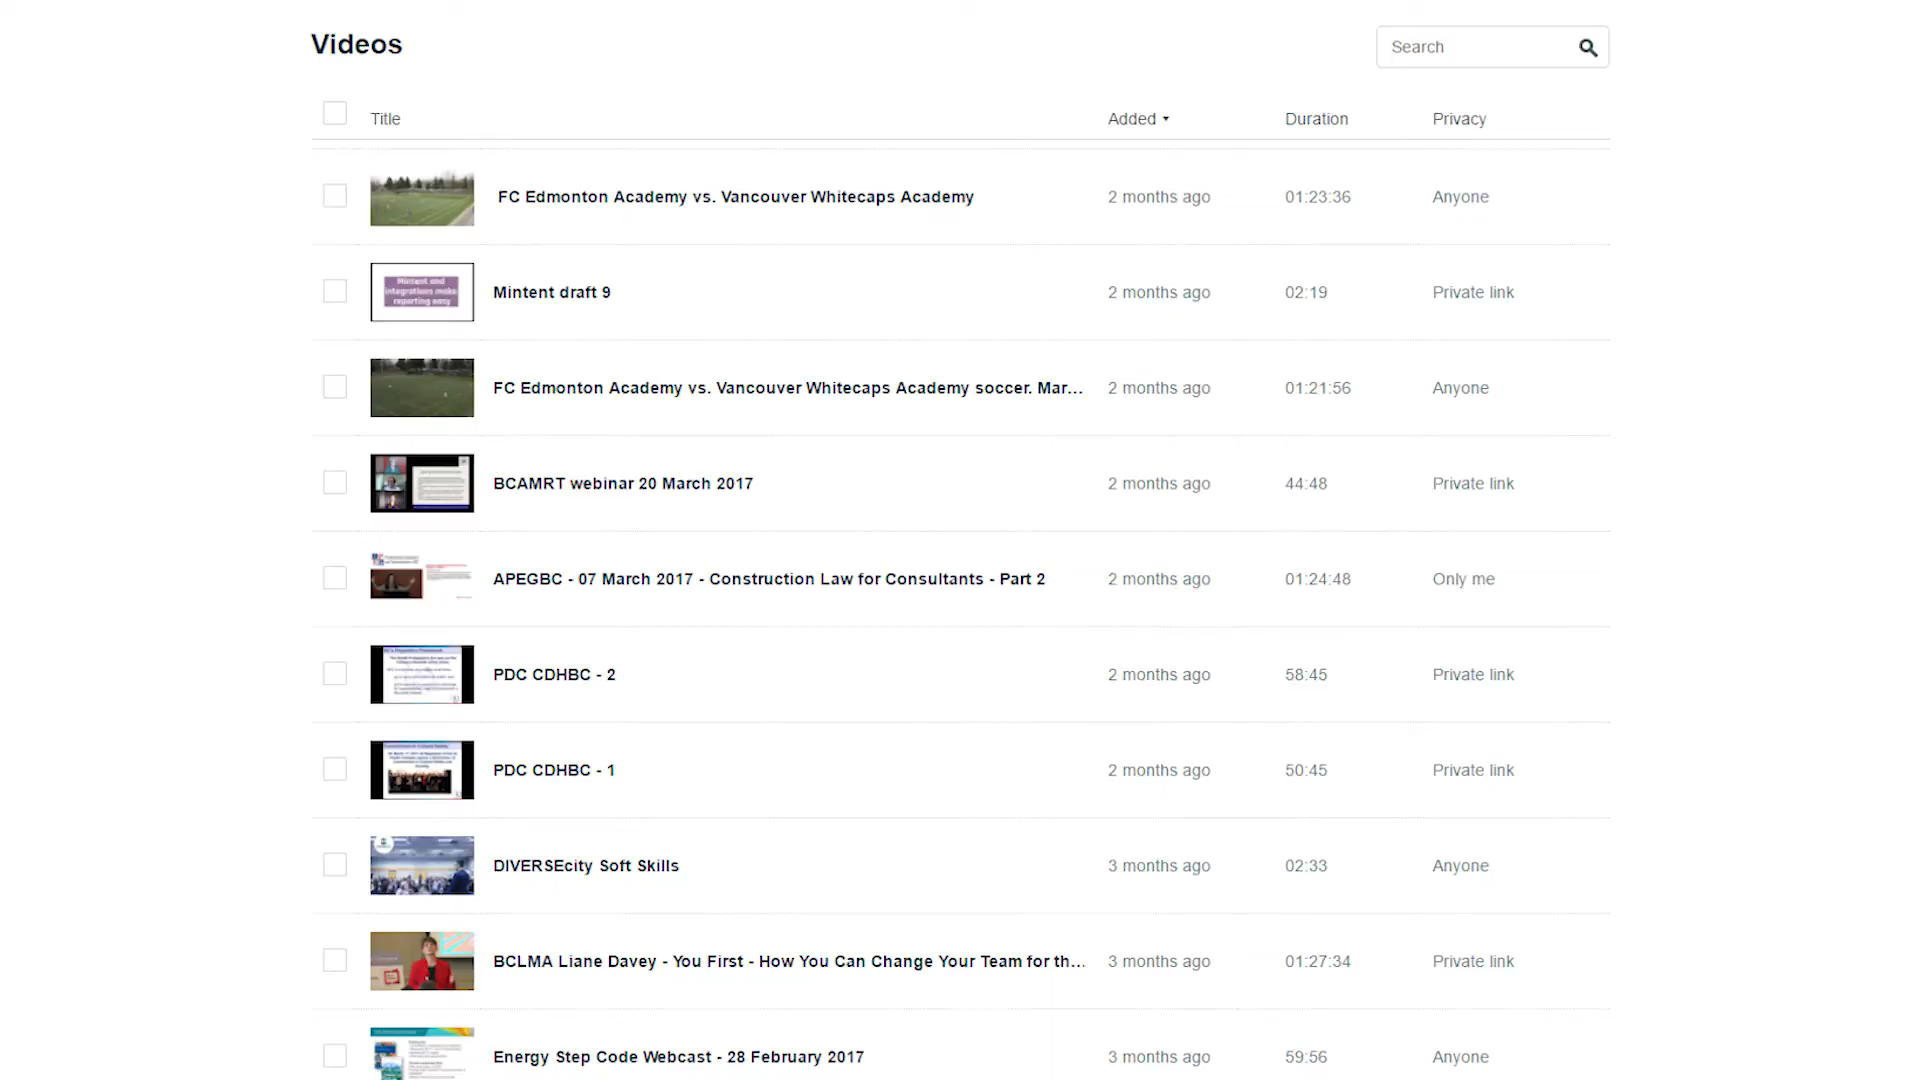 Videos
Search
Title Added Duration Privacy
FC Edmonton Academy vs. Vancouver Whitecaps Academy 2 months ago 01:23:36 Anyone
Mintent and
integrations make
reporting easy
Mintent draft 9 2 months ago 02:19 Private link
FC Edmonton Academy vs. Vancouver Whitecaps Academy soccer. Mar... 2 months ago 01:21:56 Anyone
BCAMRT webinar 20 March 2017 2 months ago 44:48 Private link
APEGBC - 07 March 2017 - Construction Law for Consultants - Part 2 2 months ago 01:24:48 Only me
PDC CDHBC - 2 2 months ago 58:45 Private link
PDC CDHBC - 1 2 months ago 50:45 Private link
DIVERSEcity Soft Skills 3 months ago 02:33 Anyone
BCLMA Liane Davey - You First - How You Can Change Your Team for th... 3 months ago 01:27:34 Private link
Energy Step Code Webcast - 28 February 2017 3 months ago 59:56 Anyone